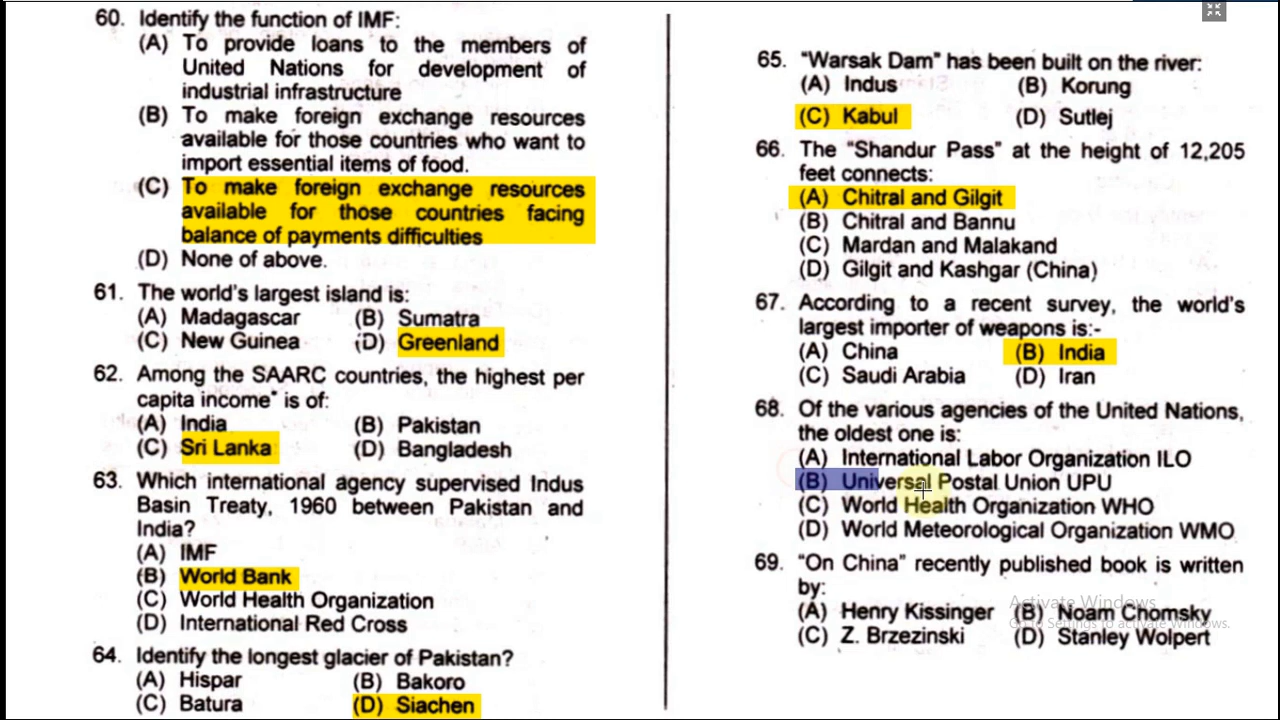 60. Identify the function of IMF:
(A) To provide loans to the members of
United Nations for development of
industrial infrastructure
(B) To make foreign exchange resources
available for those countries who want to
import essential items of food.
(C) To make foreign exchange resources
available for those countries facing
balance of payments difficulties
(D) None of above.
61. The world's largest island is:
(A) Madagascar (B) Sumatra
(C) New Guinea (D) Greenland
62. Among the SAARC countries, the highest per
capita income* is of:
(A) India (B) Pakistan
(C) Sri Lanka (D) Bangladesh
63. Which international agency supervised Indus
Basin Treaty, 1960 between Pakistan and
India?
(A) IMF
(B) World Bank
(C) World Health Organization
(D) International Red Cross
64. Identify the longest glacier of Pakistan?
(A) Hispar (B) Bakoro
(C) Batura (D) Siachen
65. "Warsak Dam" has been built on the river:
(A) Indus (B) Korung
(C) Kabul (D) Sutlej
66. The "Shandur Pass" at the height of 12,205
feet connects:
(A) Chitral and Gilgit
(B) Chitral and Bannu
(C) Mardan and Malakand
(D) Gilgit and Kashgar (China)
67. According to a recent survey, the world's
largest importer of weapons is:-
(A) China (B) India
(C) Saudi Arabia (D) Iran
68. Of the various agencies of the United Nations,
the oldest one is:
(A) International Labor Organization ILO
(B) Universal Postal Union UPU
(C) World Health Organization WHO
(D) World Meteorological Organization WMO
69. "On China" recently published book is written
by:
(A) Henry Kissinger (B) Noam Chomsky
(C) Z. Brzezinski (D) Stanley Wolpert
Activate Windows
Go to Settings to activate Windows.